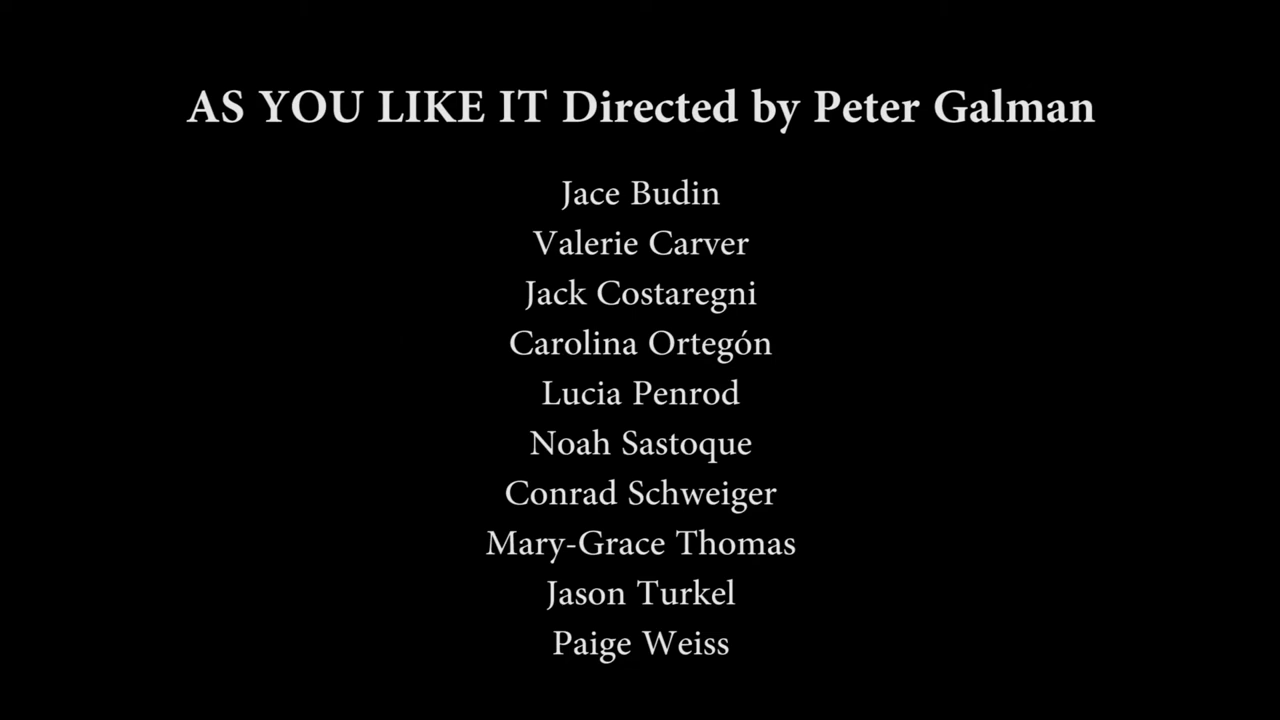 AS YOU LIKE IT Directed by Peter Galman
Jace Budin
Valerie Carver
Jack Costaregni
Carolina Ortegón
Lucia Penrod
Noah Sastoque
Conrad Schweiger
Mary-Grace Thomas
Jason Turkel
Paige Weiss